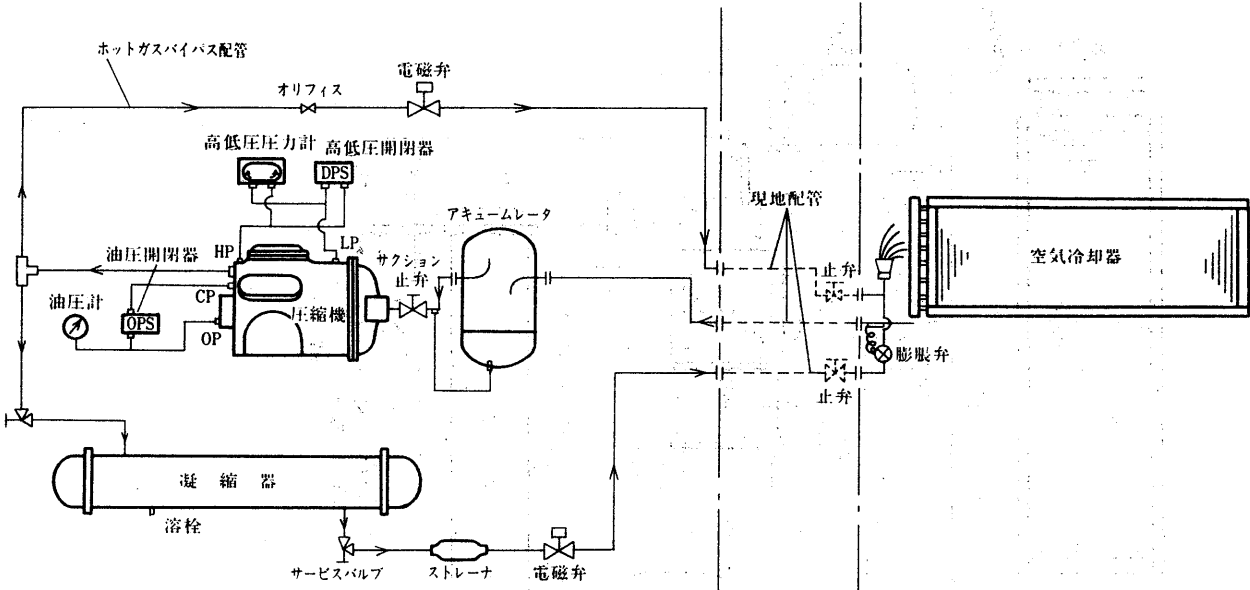 ホットガスバイパス配管
電磁弁
オリフィス
高低圧圧力計
高低圧開閉器
DPS
現地配管
アキュームレータ
油圧開閉器
HP
LP
サクション
止弁
空気冷却器
止弁
油圧計
CP
OPS
OP
圧縮機
膨脹弁
止弁
凝縮器
溶栓
サービスバルブ
ストレーナ
電磁弁